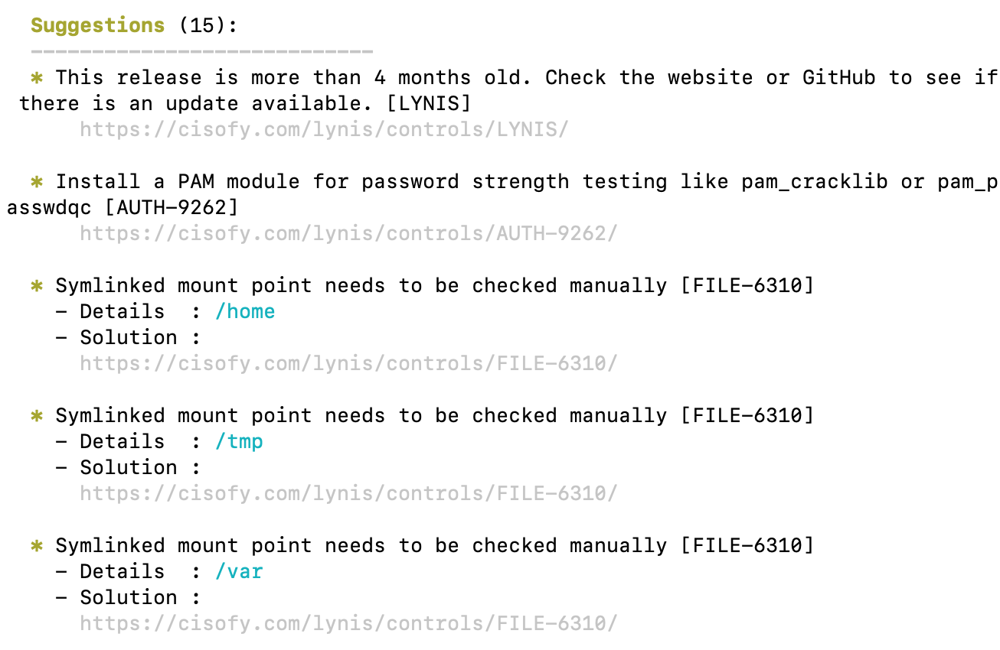 Suggestions (15):
----------------------------
* This release is more than 4 months old. Check the website or GitHub to see if
there is an update available. [LYNIS]
https://cisofy.com/lynis/controls/LYNIS/
* Install a PAM module for password strength testing like pam_cracklib or pam_p
asswdqc [AUTH-9262]
https://cisofy.com/lynis/controls/AUTH-9262/
* Symlinked mount point needs to be checked manually [FILE-6310]
- Details  : /home
- Solution :
https://cisofy.com/lynis/controls/FILE-6310/
* Symlinked mount point needs to be checked manually [FILE-6310]
- Details  : /tmp
- Solution :
https://cisofy.com/lynis/controls/FILE-6310/
* Symlinked mount point needs to be checked manually [FILE-6310]
- Details  : /var
- Solution :
https://cisofy.com/lynis/controls/FILE-6310/